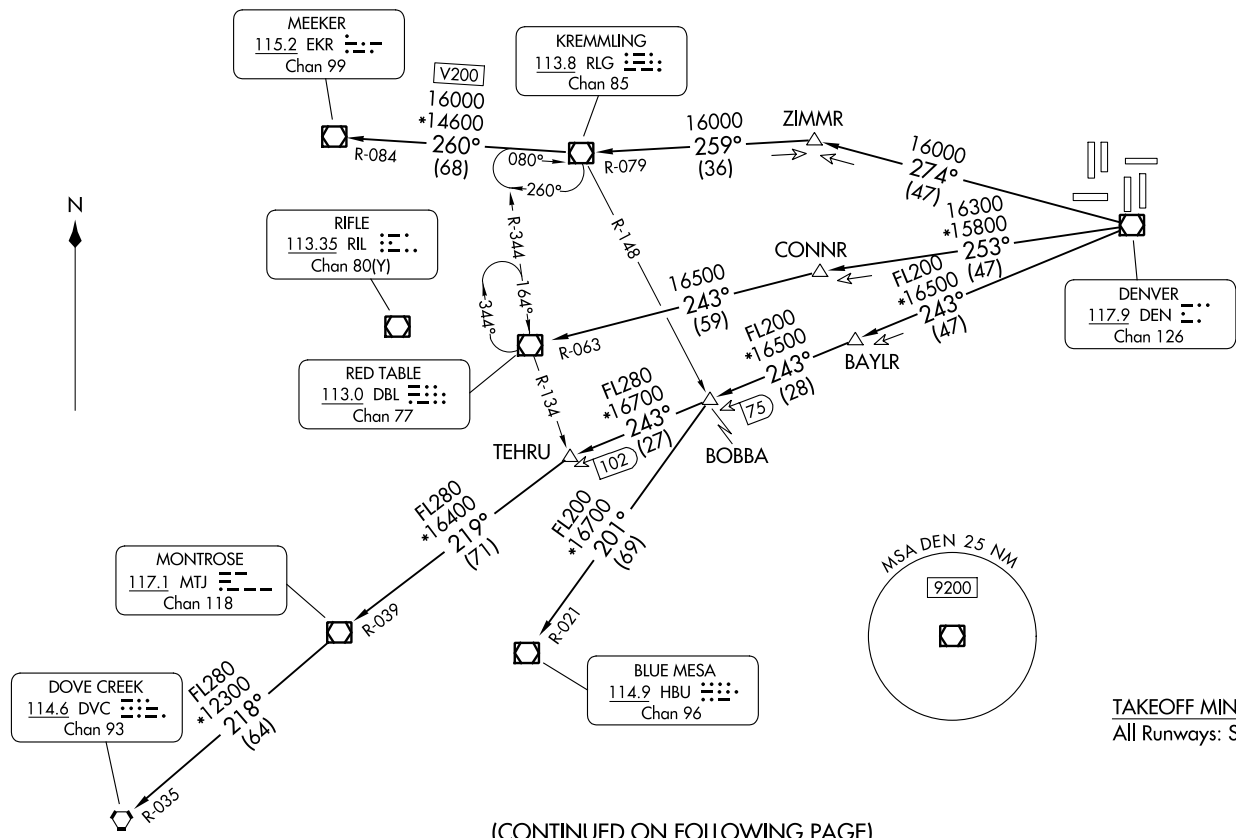 MEEKER
115.2 EKR
Chan 99
KREMMLING
113.8 RLG
Chan 85
V200
16000
*14600
260°
(68)
R-084
080°
260°
R-079
16000
259°
(36)
ZIMMR
16000
274°
(47)
N
RIFLE
113.35 RIL
Chan 80(Y)
R-344
164°
344°
R-148
16300
*15800
253°
(47)
CONNR
16500
243°
(59)
R-063
FL200
*16500
243°
(47)
DENVER
117.9 DEN
Chan 126
BAYLR
RED TABLE
113.0 DBL
Chan 77
R-134
FL200
*16500
243°
(28)
75
BOBBA
FL280
*16700
243°
(27)
TEHRU
102
FL280
*16400
219°
(71)
FL200
*16700
201°
(69)
MONTROSE
117.1 MTJ
Chan 118
R-039
R-021
BLUE MESA
114.9 HBU
Chan 96
MSA DEN 25 NM
9200
DOVE CREEK
114.6 DVC
Chan 93
FL280
*12300
218°
(64)
R-035
TAKEOFF MIN
All Runways: S
(CONTINUED ON FOLLOWING PAGE)